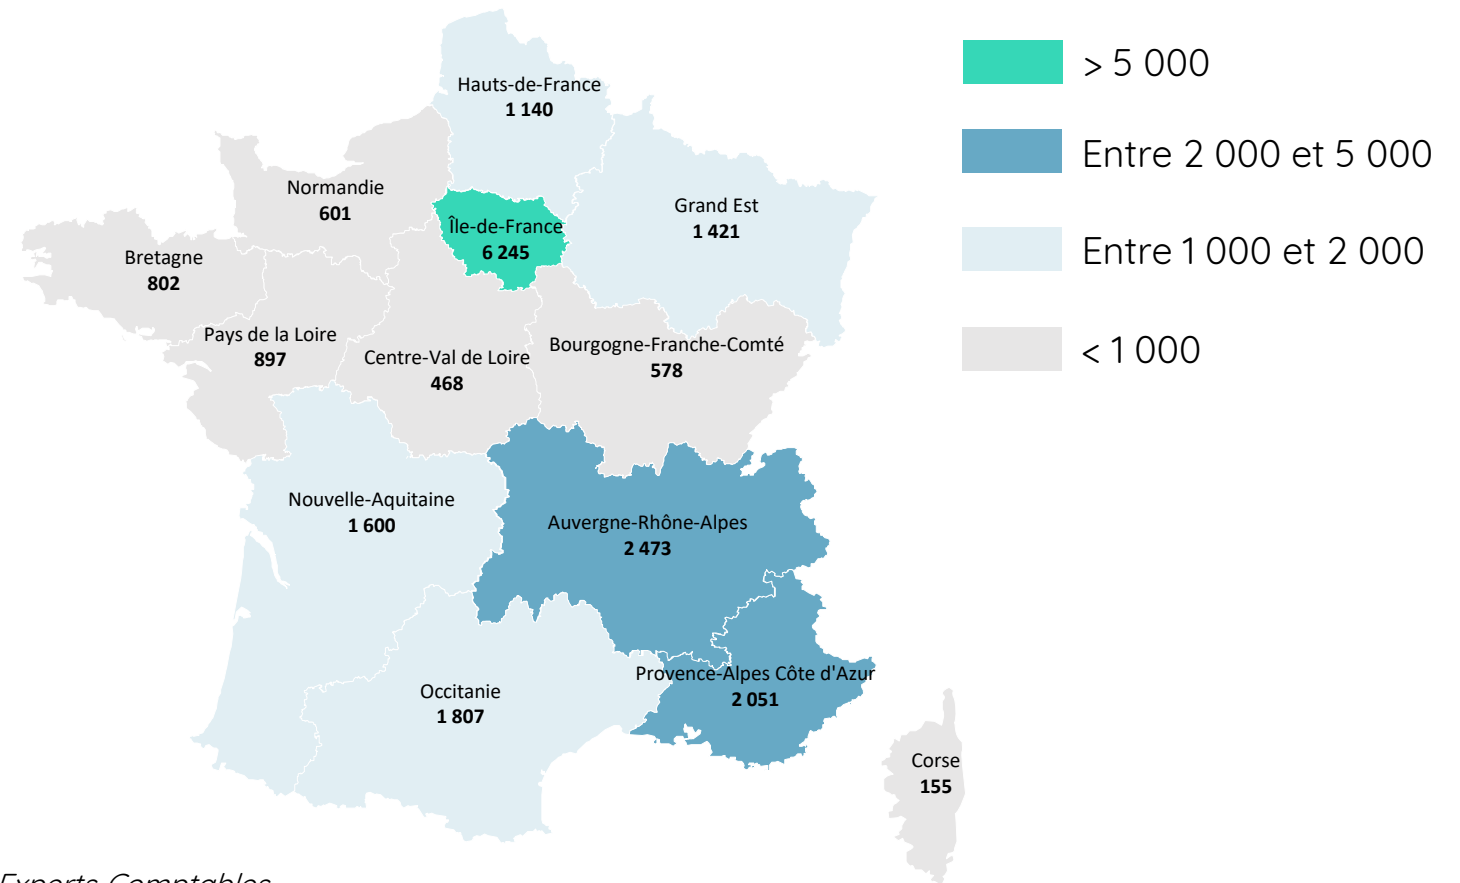 Hauts-de-France
1 140
> 5 000
Entre 2 000 et 5 000
Normandie
601
Grand Est
1 421
Île-de-France
6 245
Entre 1 000 et 2 000
Bretagne
802
Pays de la Loire
897
Centre-Val de Loire
468
Bourgogne-Franche-Comté
578
< 1 000
Nouvelle-Aquitaine
1 600
Auvergne-Rhône-Alpes
2 473
Occitanie
1 807
Provence-Alpes Côte d'Azur
2 051
Corse
155
Experts Comptables